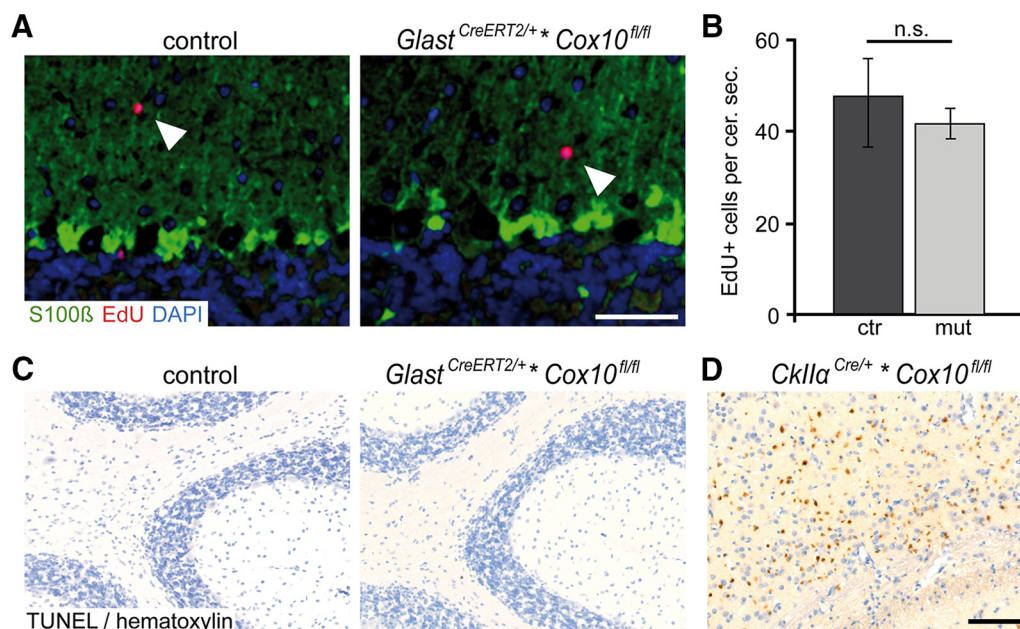 A
control
Glast CreERT2/+ * Cox10 fl/fl
S100ß EdU DAPI
B
n.s.
EdU+ cells per cer. sec.
60
40
20
0
ctr
mut
C
control
Glast CreERT2/+ * Cox10 fl/fl
TUNEL / hematoxylin
D
CkIIα Cre/+ * Cox10 fl/fl